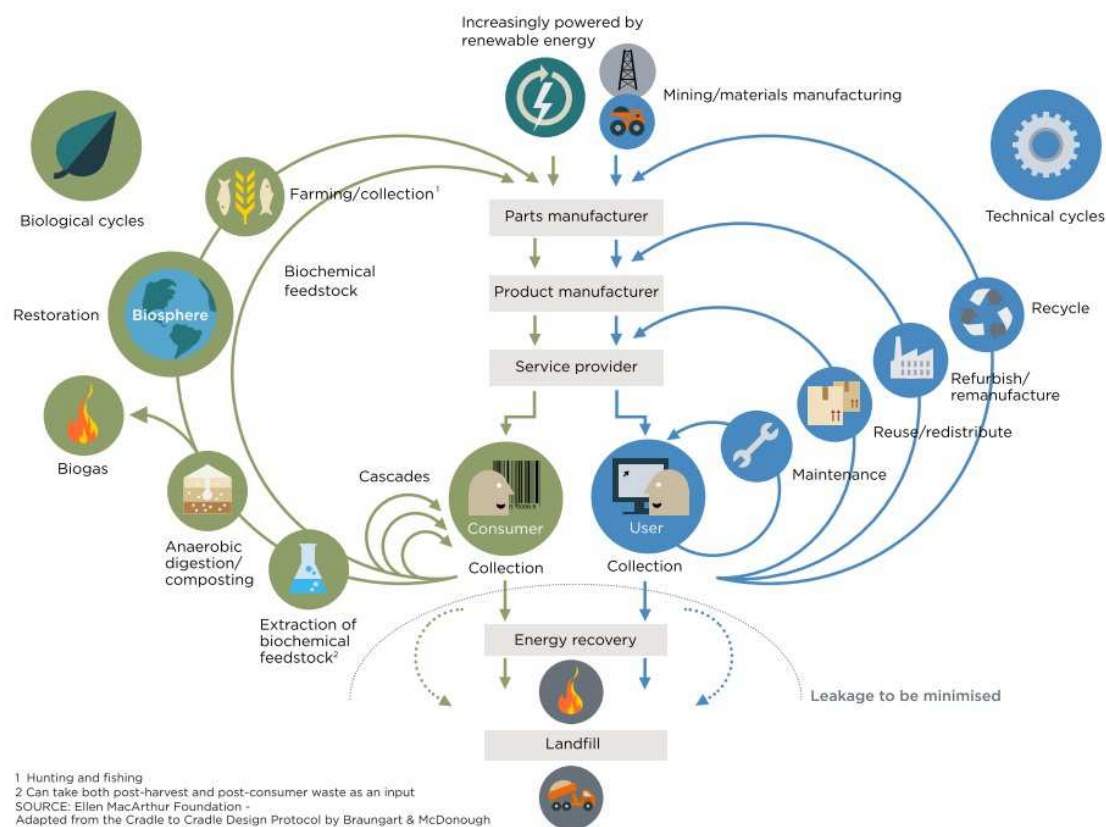 Increasingly powered by
renewable energy
Mining/materials manufacturing
Biological cycles
Technical cycles
Farming/collection¹
Parts manufacturer
Biochemical
feedstock
Product manufacturer
Restoration
Biosphere
Recycle
Service provider
Refurbish/
remanufacture
Reuse/redistribute
Biogas
Cascades
Maintenance
Consumer
User
Anaerobic
digestion/
composting
Collection
Collection
Extraction of
biochemical
feedstock²
Energy recovery
Leakage to be minimised
Landfill
1 Hunting and fishing
2 Can take both post-harvest and post-consumer waste as an input
SOURCE: Ellen MacArthur Foundation -
Adapted from the Cradle to Cradle Design Protocol by Braungart & McDonough